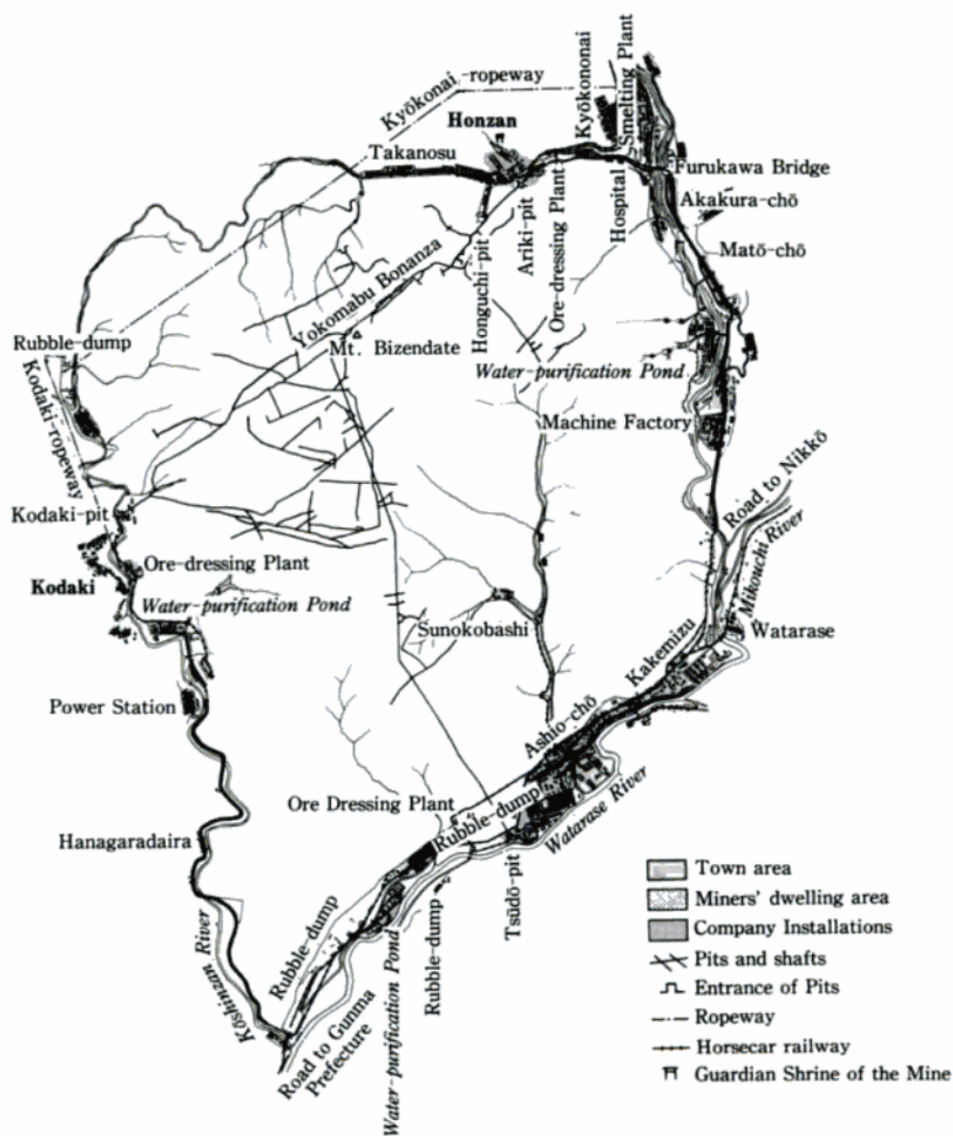 Kyōkonai -ropeway
Kyōkononai
Smelting Plant
Honzan
Takanosu
Furukawa Bridge
Akakura-chō
Hospital
Ariki-pit
Ore-dressing Plant
Matō-chō
Honguchi-pit
Yokomabu Bonanza
Mt. Bizendate
Rubble-dump
Water-purification Pond
Kodaki-ropeway
Machine Factory
Road to Nikkō
Kodaki-pit
Mikouchi River
Ore-dressing Plant
Kodaki
Water-purification Pond
Sunokobashi
Watarase
Kakemizu
Power Station
Ashio-chō
Ore Dressing Plant
Rubble-dump
Watarase River
Hanagaradaira
Tsūdō-pit
Rubble-dump
Rubble-dump
Kōshinzan River
Water-purification Pond
Road to Gunma
Prefecture
Town area
Miners' dwelling area
Company Installations
Pits and shafts
Entrance of Pits
Ropeway
Horsecar railway
Guardian Shrine of the Mine